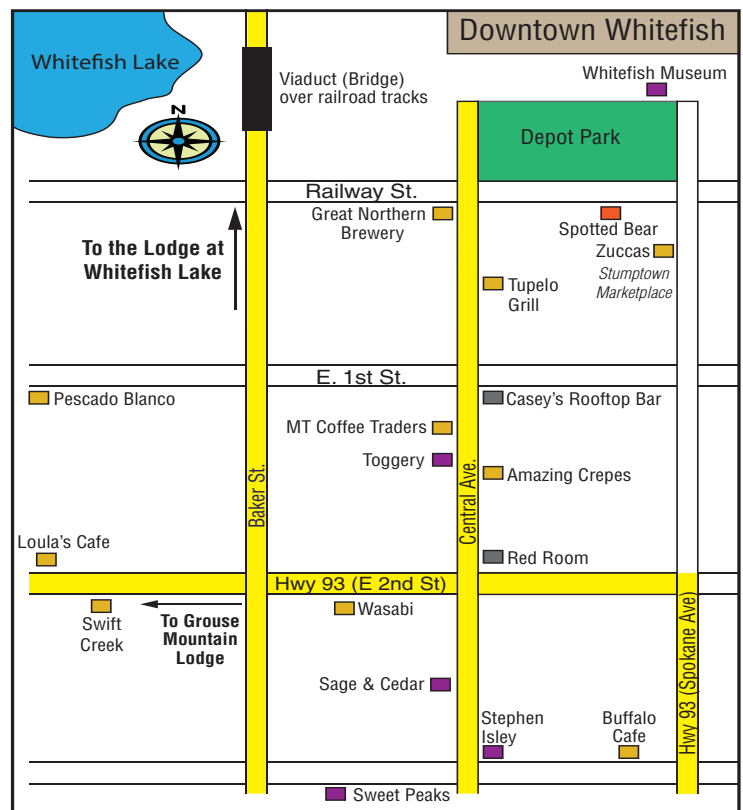 Downtown Whitefish
Whitefish Lake
Whitefish Museum
Viaduct (Bridge)
over railroad tracks
N
Depot Park
Railway St.
Great Northern
Brewery
Spotted Bear
Zuccas
Stumptown
Marketplace
To the Lodge at
Whitefish Lake
Tupelo
Grill
E. 1st St.
Pescado Blanco
Casey's Rooftop Bar
MT Coffee Traders
Toggery
Amazing Crepes
Baker St.
Central Ave.
Loula's Cafe
Red Room
Hwy 93 (E 2nd St)
Swift
Creek
To Grouse
Mountain
Lodge
Wasabi
Hwy 93 (Spokane Ave)
Sage & Cedar
Stephen
Isley
Buffalo
Cafe
Sweet Peaks